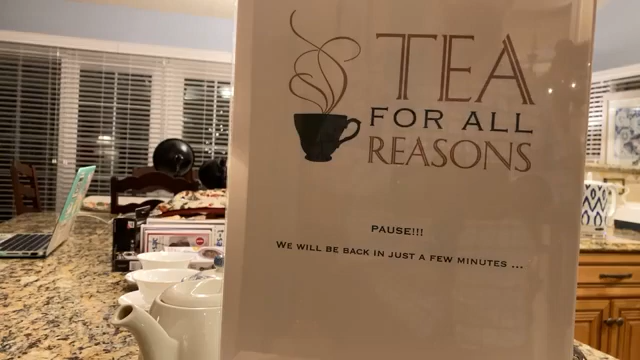 TEA
FOR ALL
REASONS
PAUSE!!!
WE WILL BE BACK IN JUST A FEW MINUTES ...